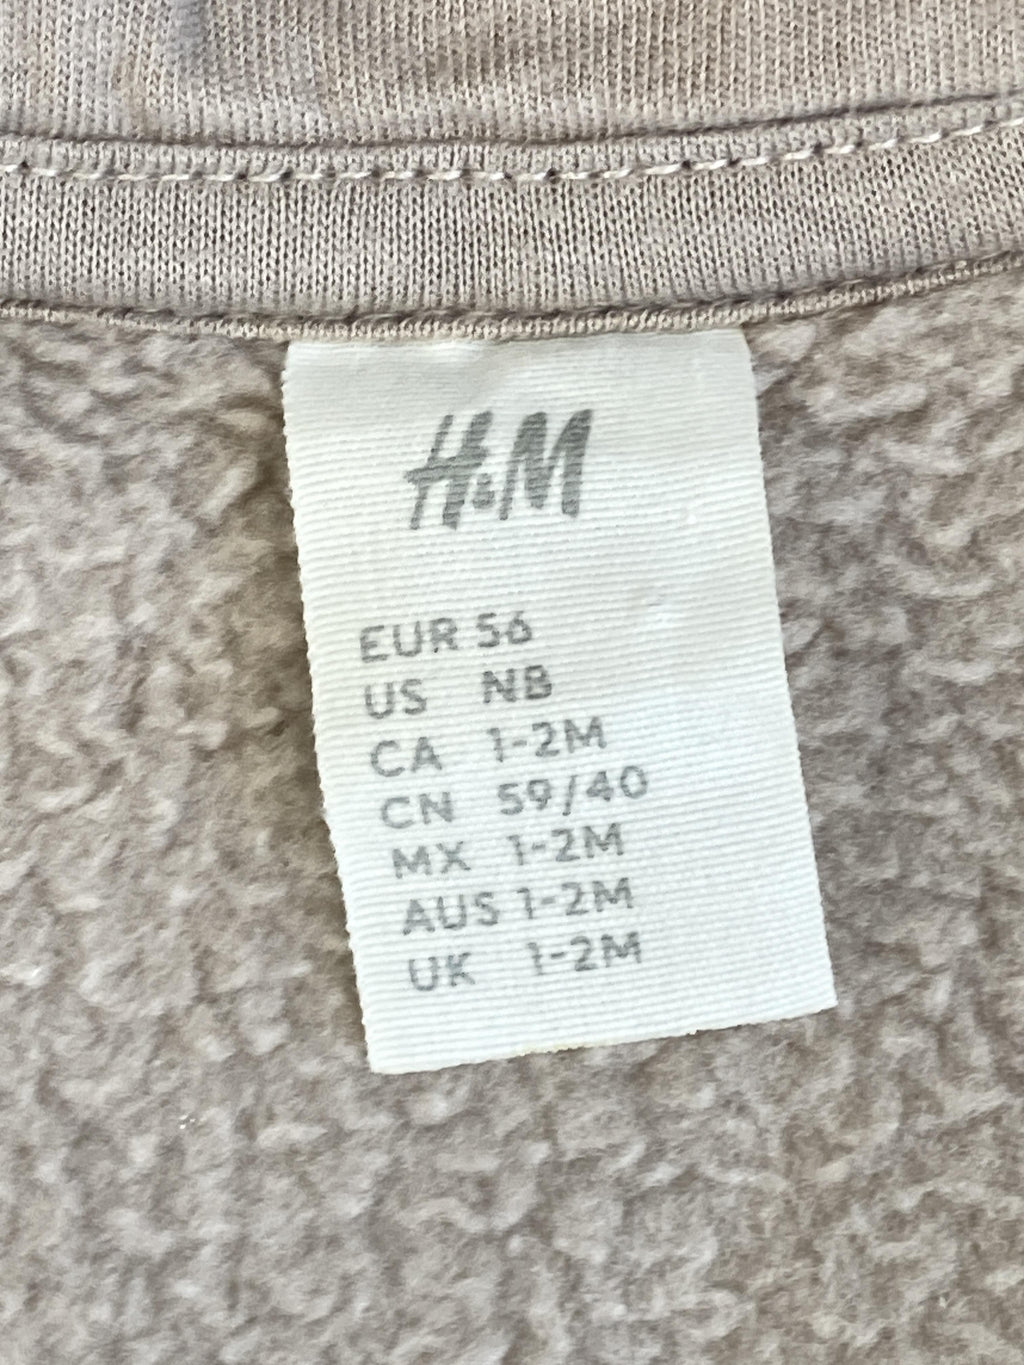 H&M
EUR 56
US NB
CA 1-2M
CN 59/40
MX 1-2M
AUS 1-2M
UK 1-2M